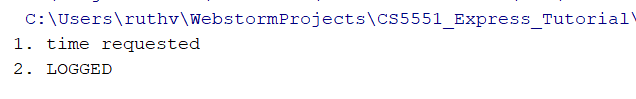 C:\Users\ruthv\WebstormProjects\CS5551_Express_Tutorial\
1. time requested
2. LOGGED